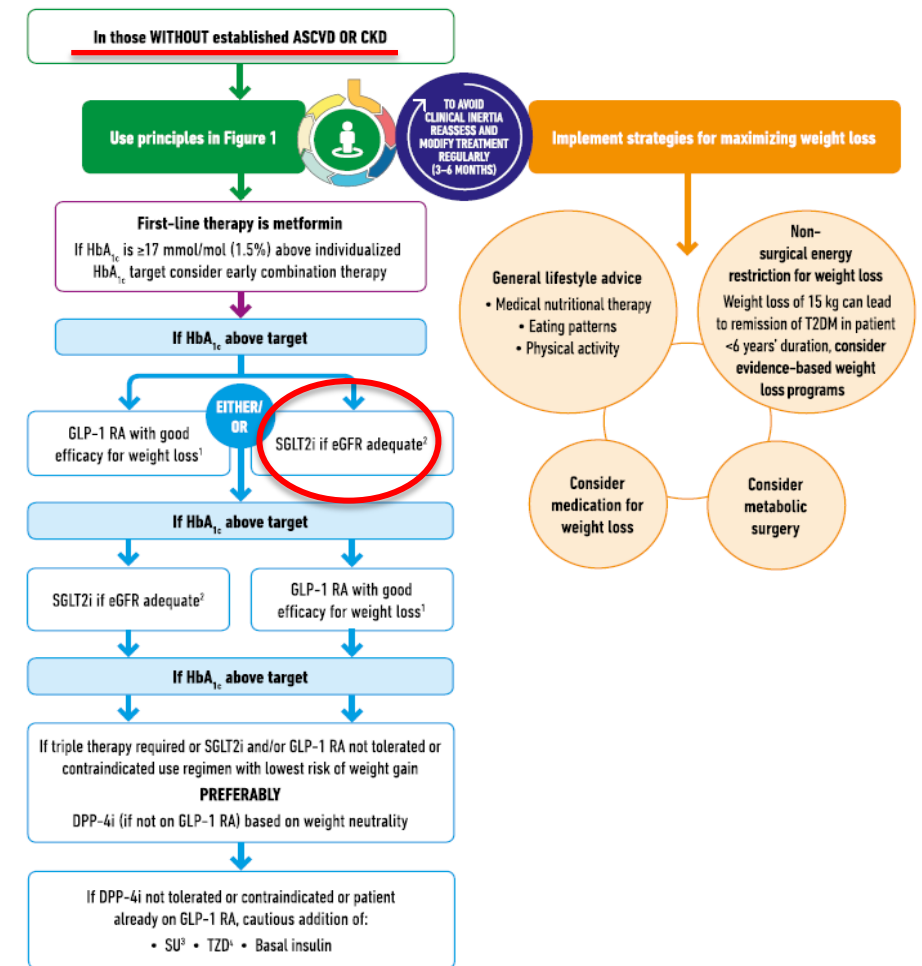 In those WITHOUT established ASCVD OR CKD
Use principles in Figure 1
TO AVOID
CLINICAL INERTIA
REASSESS AND
MODIFY TREATMENT
REGULARLY
(3–6 MONTHS)
Implement strategies for maximizing weight loss
First-line therapy is metformin
If HbA1c is ≥17 mmol/mol (1.5%) above individualized
HbA1c target consider early combination therapy
If HbA1c above target
EITHER/
OR
GLP-1 RA with good
efficacy for weight loss1
SGLT2i if eGFR adequate2
If HbA1c above target
SGLT2i if eGFR adequate2
GLP-1 RA with good
efficacy for weight loss1
If HbA1c above target
If triple therapy required or SGLT2i and/or GLP-1 RA not tolerated or
contraindicated use regimen with lowest risk of weight gain
PREFERABLY
DPP-4i (if not on GLP-1 RA) based on weight neutrality
If DPP-4i not tolerated or contraindicated or patient
already on GLP-1 RA, cautious addition of:
• SU3 • TZD4 • Basal insulin
General lifestyle advice
• Medical nutritional therapy
• Eating patterns
• Physical activity
Non-
surgical energy
restriction for weight loss
Weight loss of 15 kg can lead
to remission of T2DM in patient
<6 years' duration, consider
evidence-based weight
loss programs
Consider
medication for
weight loss
Consider
metabolic
surgery